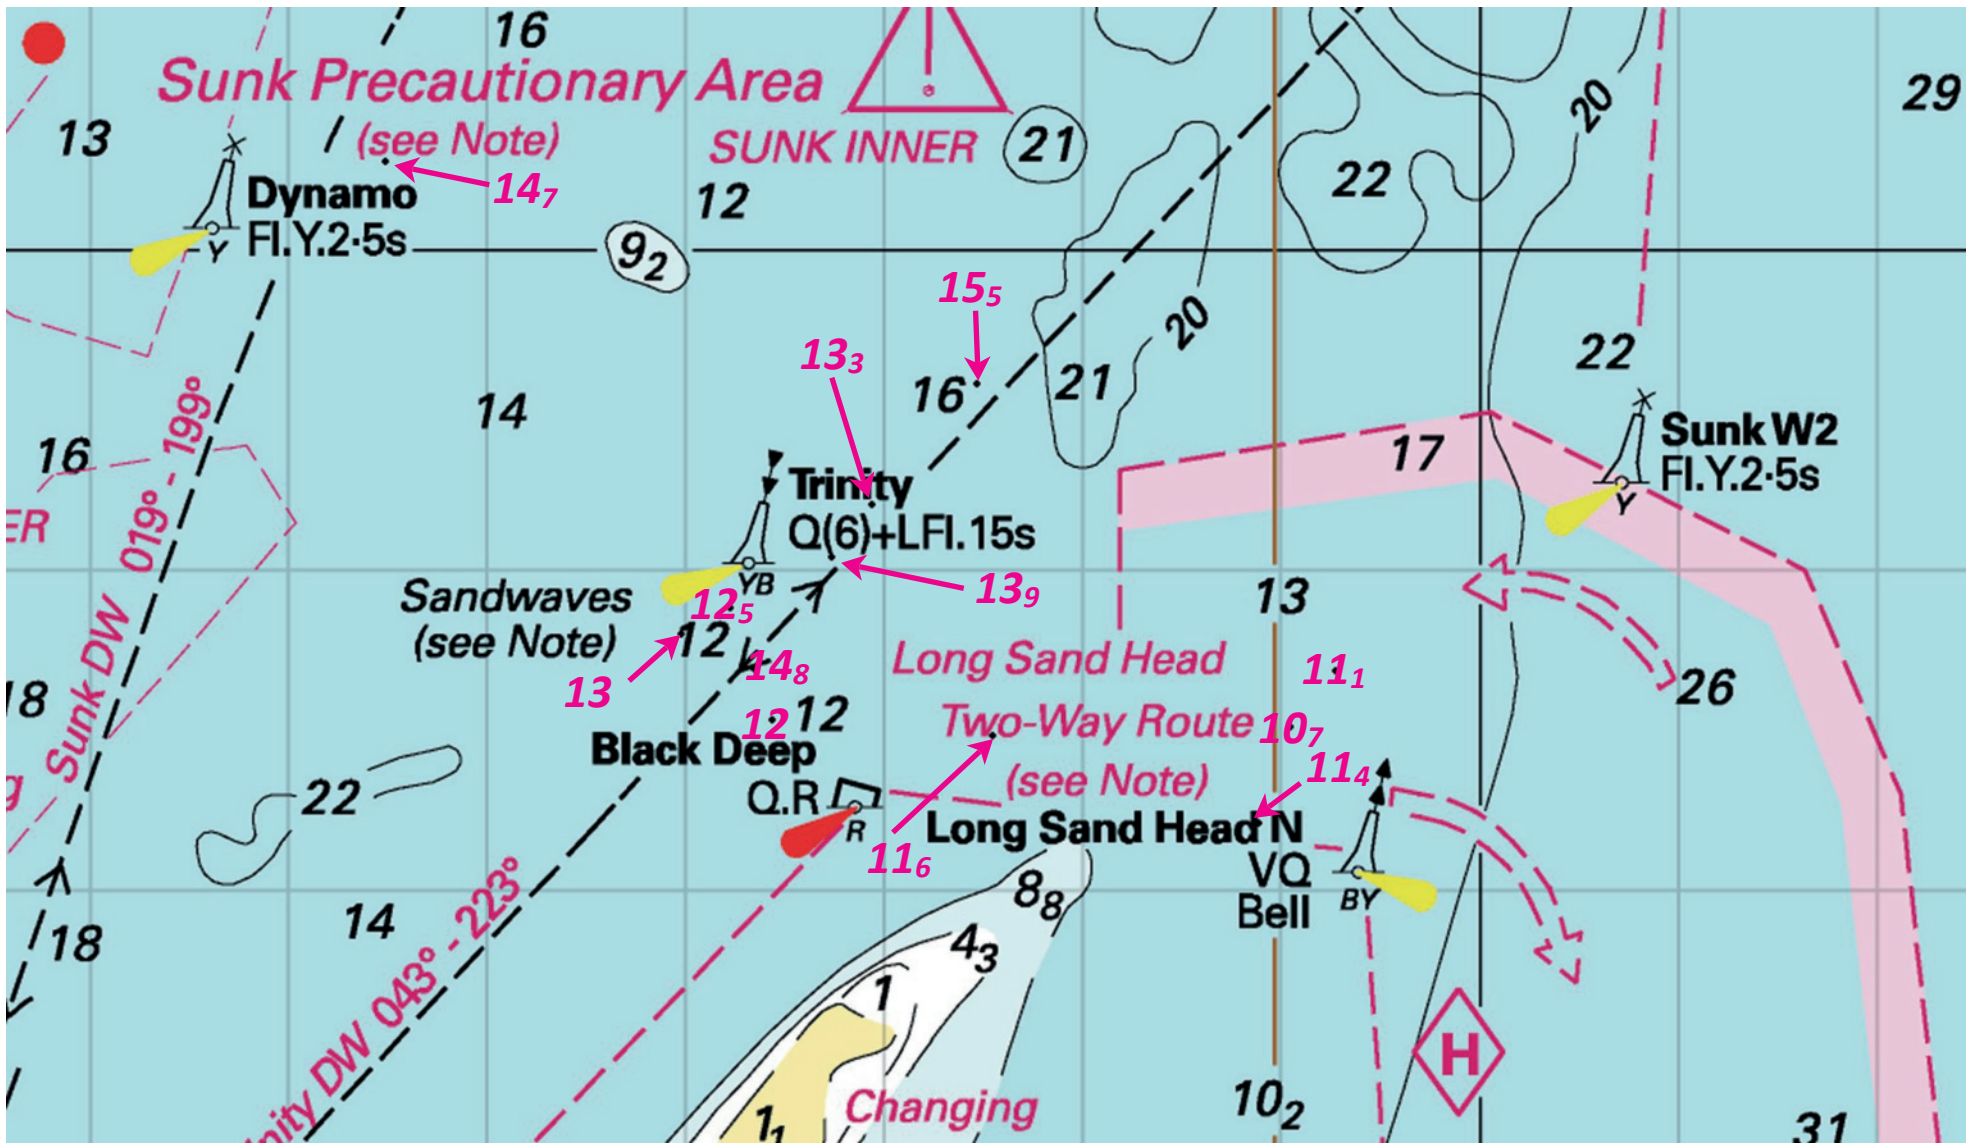 16
Sunk Precautionary Area
(see Note)
SUNK INNER
13
14₇
12
21
22
20
29
Dynamo
Fl.Y.2·5s
Y
9₂
15₅
13₃
16
21
20
22
14
16
Sunk DW 019° - 199°
ER
Trinity
Q(6)+LFl.15s
YB
17
Sunk W2
Fl.Y.2·5s
Y
Sandwaves
(see Note)
12₅
13₉
13
12
13
14₈
Long Sand Head
Two-Way Route
(see Note)
11₁
10₇
11₄
26
18
12
12
Black Deep
Q.R
R
11₆
Long Sand Head N
VQ
Bell
BY
22
14
18
8₈
4₃
1
1₁
Changing
10₂
H
31
inity DW 043° - 223°
g